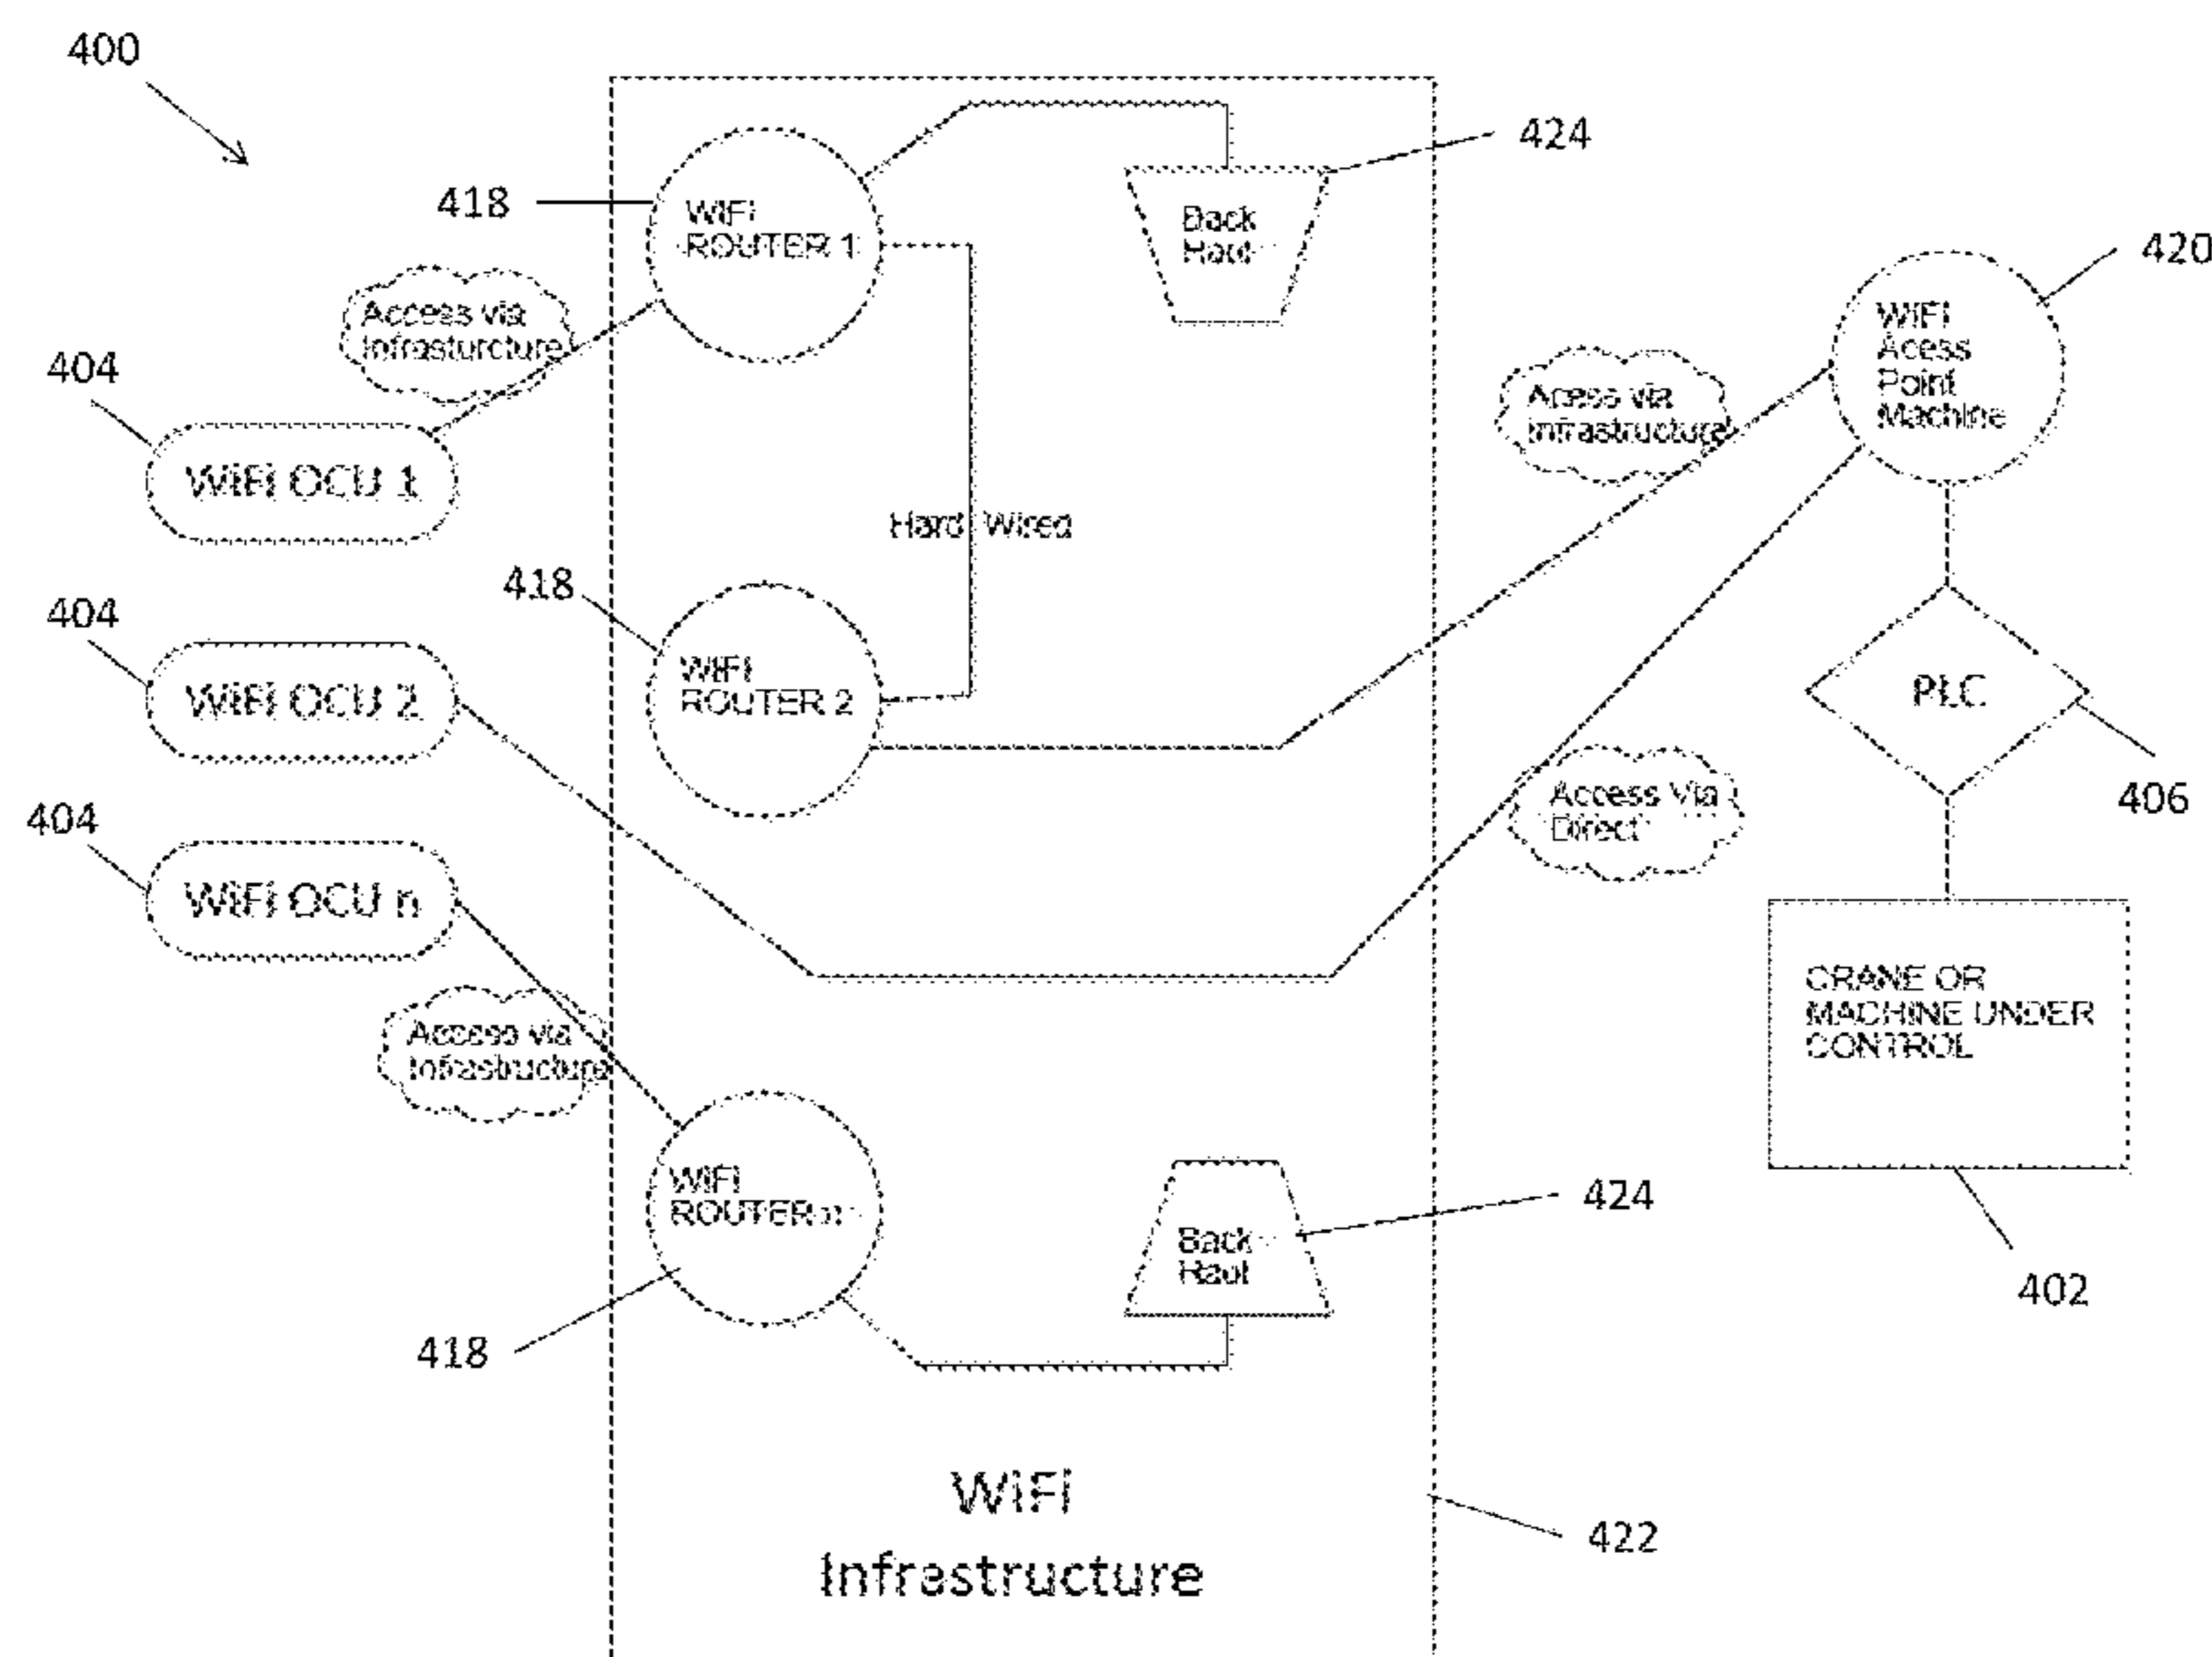 400
424
418
WIFI
ROUTER 1
Back
Haul
420
WIFI
Acess
Point
Machine
Access via
Infrasturcture
404
WiFi OCU 1
Acess via
Infrastructure
Hard Wired
418
404
WiFi OCU 2
WIFI
ROUTER 2
PLC
406
Access Via
Direct
404
WiFi OCU n
CRANE OR
MACHINE UNDER
CONTROL
Access via
Infrastructure
WIFI
ROUTER n
424
Back
Haul
402
418
WiFi
Infrastructure
422